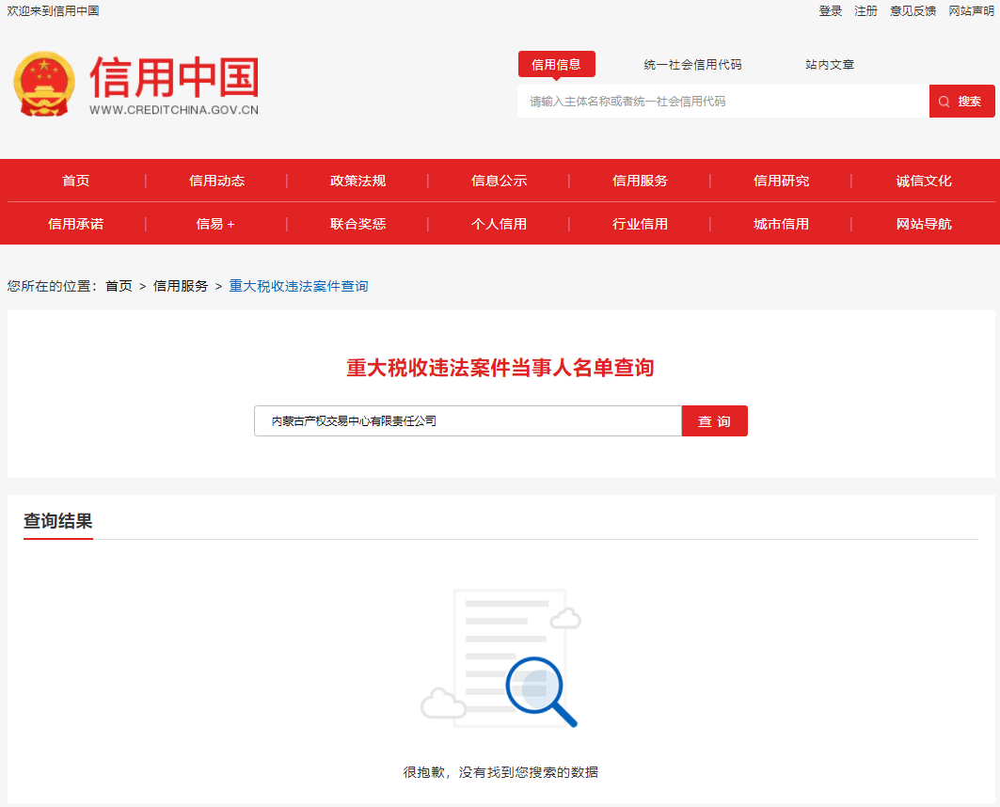 欢迎来到信用中国
登录 注册 意见反馈 网站声明
信用中国
WWW.CREDITCHINA.GOV.CN
信用信息 统一社会信用代码 站内文章
请输入主体名称或者统一社会信用代码 搜索
首页 信用动态 政策法规 信息公示 信用服务 信用研究 诚信文化
信用承诺 信易+ 联合奖惩 个人信用 行业信用 城市信用 网站导航
您所在的位置：首页 > 信用服务 > 重大税收违法案件查询
重大税收违法案件当事人名单查询
内蒙古产权交易中心有限责任公司 查 询
查询结果
很抱歉，没有找到您搜索的数据